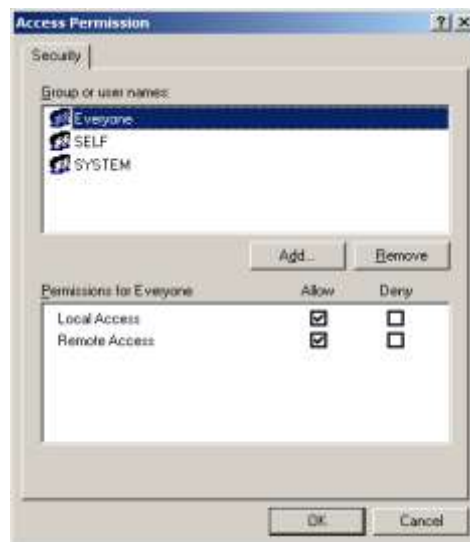 Access Permission
Security
Group or user names:
Everyone
SELF
SYSTEM
Add...
Remove
Permissions for Everyone
Allow
Deny
Local Access
Remote Access
OK
Cancel